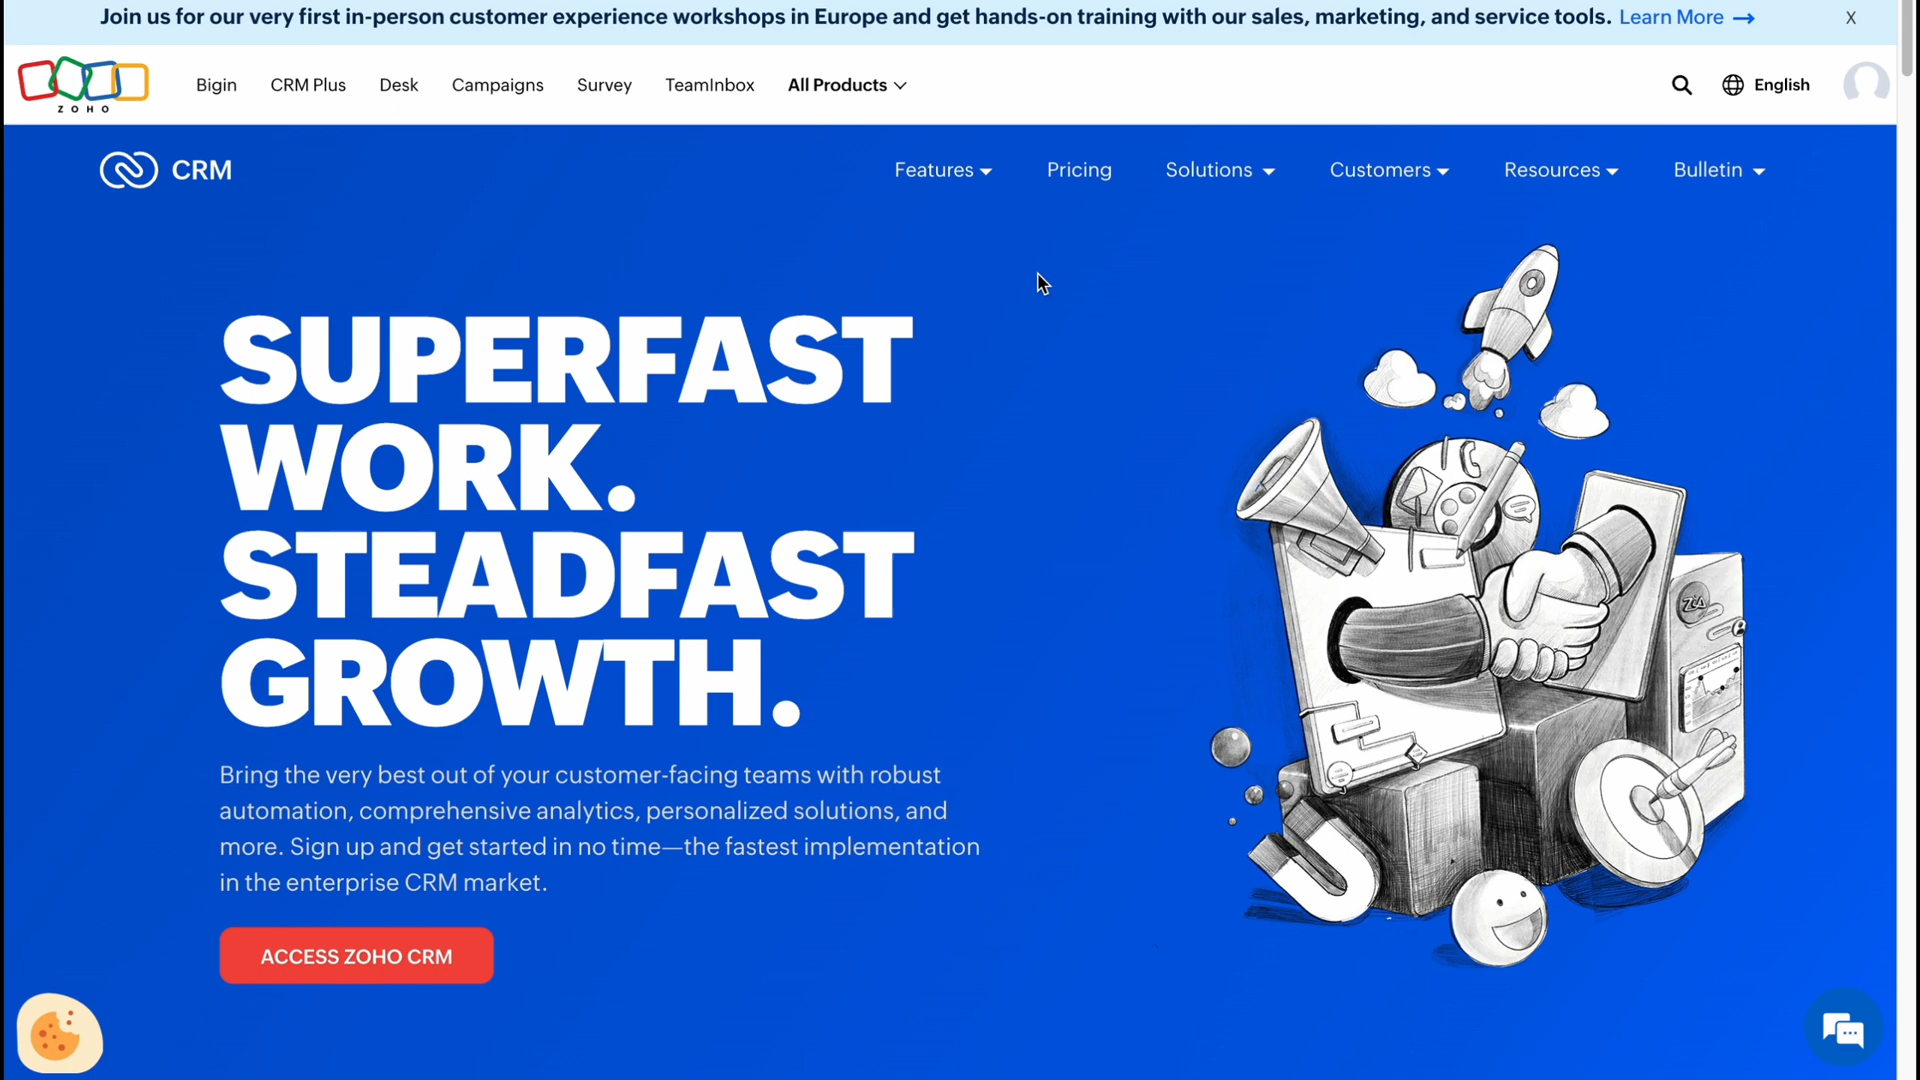 Join us for our very first in-person customer experience workshops in Europe and get hands-on training with our sales, marketing, and service tools. Learn More → X
ZOHO Bigin CRM Plus Desk Campaigns Survey TeamInbox All Products English
CRM Features Pricing Solutions Customers Resources Bulletin
SUPERFAST
WORK.
STEADFAST
GROWTH.
Zia
Bring the very best out of your customer-facing teams with robust
automation, comprehensive analytics, personalized solutions, and
more. Sign up and get started in no time—the fastest implementation
in the enterprise CRM market.
ACCESS ZOHO CRM